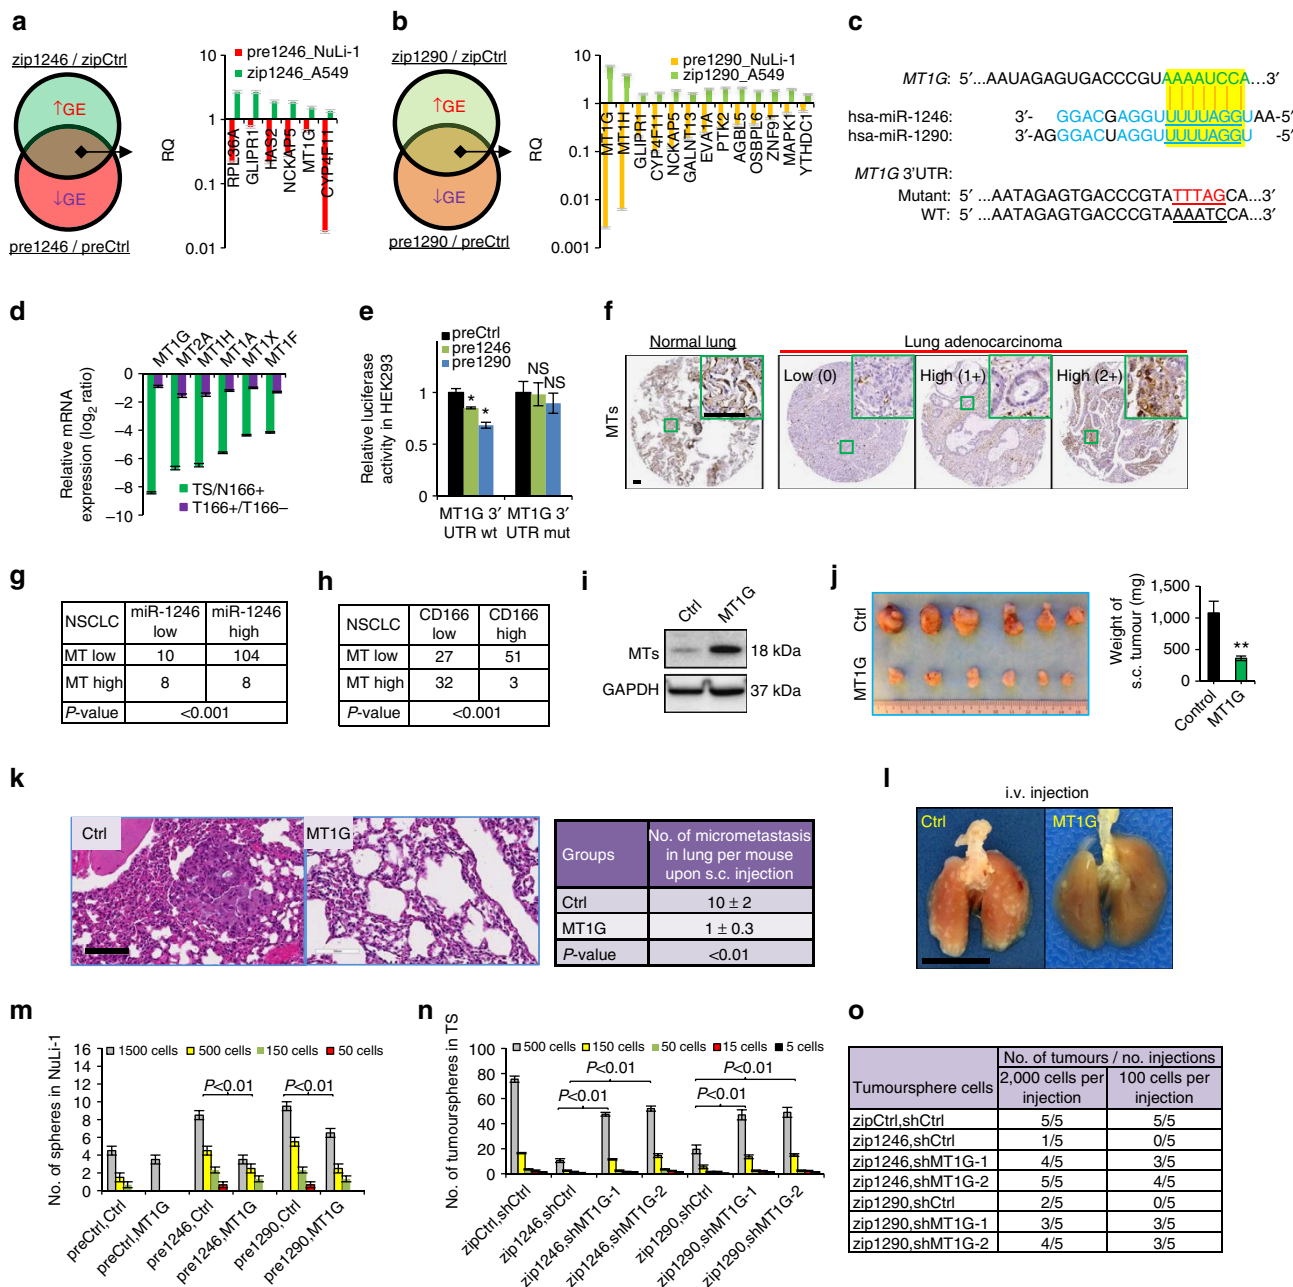 a
zip1246 / zipCtrl
↑GE
↓GE
pre1246 / preCtrl
RQ
10
1
0.1
0.01
pre1246_NuLi-1
zip1246_A549
RPL36A
GLIPR1
HAS2
NCKAP5
MT1G
CYP4F11
b
zip1290 / zipCtrl
↑GE
↓GE
pre1290 / preCtrl
RQ
10
1
0.1
0.01
0.001
pre1290_NuLi-1
zip1290_A549
MT1G
MT1H
GLIPR1
CYP4F11
NCKAP5
GALNT13
EVA1A
PTK2
AGBL5
OSBPL6
ZNF91
MAPK1
YTHDC1
c
MT1G: 5′...AAUAGAGUGACCCGUAAAAUCCA...3′
hsa-miR-1246: 3′- GGACGAGGUUUUUAGGUAA-5′
hsa-miR-1290: 3′-AGGGACUAGGUUUUUAGGU -5′
MT1G 3′UTR:
Mutant: 5′ ...AATAGAGTGACCCGTATTTAGCA...3′
WT: 5′ ...AATAGAGTGACCCGTAAAATCCA...3′
d
MT1G
MT2A
MT1H
MT1A
MT1X
MT1F
Relative mRNA
expression (log2 ratio)
0
−2
−4
−6
−8
−10
TS/N166+
T166+/T166−
e
Relative luciferase
activity in HEK293
1
0.5
0
preCtrl
pre1246
pre1290
* *
NS
NS
MT1G 3′
UTR wt
MT1G 3′
UTR mut
f
Normal lung
Lung adenocarcinoma
MTs
Low (0)
High (1+)
High (2+)
g
NSCLC miR-1246 low miR-1246 high
MT low 10 104
MT high 8 8
P-value <0.001
h
NSCLC CD166 low CD166 high
MT low 27 51
MT high 32 3
P-value <0.001
i
Ctrl
MT1G
MTs 18 kDa
GAPDH 37 kDa
j
Ctrl
MT1G
Weight of
s.c. tumour (mg)
1,500
1,000
500
0
**
Control
MT1G
k
Ctrl
MT1G
Groups No. of micrometastasis in lung per mouse upon s.c. injection
Ctrl 10 ± 2
MT1G 1 ± 0.3
P-value <0.01
l
i.v. injection
Ctrl
MT1G
m
No. of spheres in NuLi-1
16
14
12
10
8
6
4
2
0
1500 cells 500 cells 150 cells 50 cells
P<0.01 P<0.01
preCtrl,Ctrl
preCtrl,MT1G
pre1246,Ctrl
pre1246,MT1G
pre1290,Ctrl
pre1290,MT1G
n
No. of tumourspheres in TS
100
80
60
40
20
0
500 cells 150 cells 50 cells 15 cells 5 cells
P<0.01 P<0.01
P<0.01 P<0.01
zipCtrl,shCtrl
zip1246,shCtrl
zip1246,shMT1G-1
zip1246,shMT1G-2
zip1290,shCtrl
zip1290,shMT1G-1
zip1290,shMT1G-2
o
Tumoursphere cells No. of tumours / no. injections
2,000 cells per injection 100 cells per injection
zipCtrl,shCtrl 5/5 5/5
zip1246,shCtrl 1/5 0/5
zip1246,shMT1G-1 4/5 3/5
zip1246,shMT1G-2 5/5 4/5
zip1290,shCtrl 2/5 0/5
zip1290,shMT1G-1 3/5 3/5
zip1290,shMT1G-2 4/5 3/5